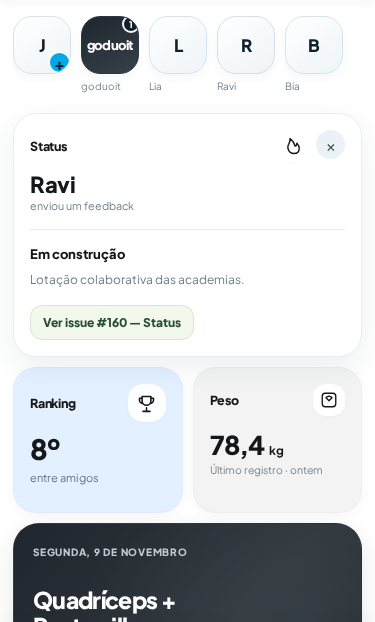 J
+
goduoit
1
L
R
B
goduoit
Lia
Ravi
Bia
Status
×
Ravi
enviou um feedback
Em construção
Lotação colaborativa das academias.
Ver issue #160 — Status
Ranking
8º
entre amigos
Peso
78,4 kg
Último registro · ontem
SEGUNDA, 9 DE NOVEMBRO
Quadríceps +